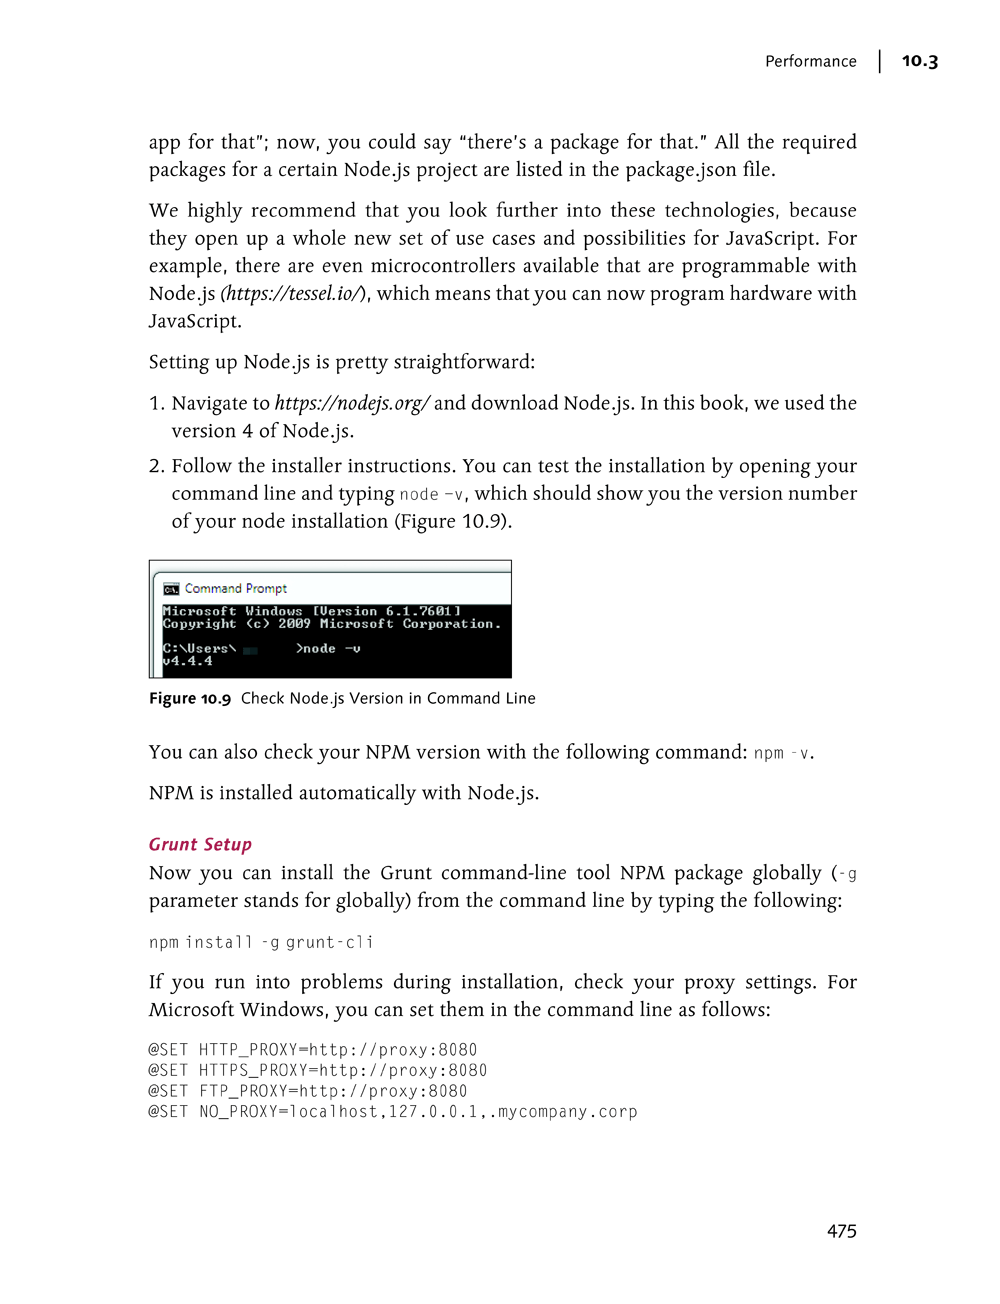 Performance | 10.3
app for that”; now, you could say “there’s a package for that.” All the required
packages for a certain Node.js project are listed in the package.json file.
We highly recommend that you look further into these technologies, because
they open up a whole new set of use cases and possibilities for JavaScript. For
example, there are even microcontrollers available that are programmable with
Node.js (https://tessel.io/), which means that you can now program hardware with
JavaScript.
Setting up Node.js is pretty straightforward:
1. Navigate to https://nodejs.org/ and download Node.js. In this book, we used the
version 4 of Node.js.
2. Follow the installer instructions. You can test the installation by opening your
command line and typing node –v, which should show you the version number
of your node installation (Figure 10.9).
C:\. Command Prompt
Microsoft Windows [Version 6.1.7601]
Copyright (c) 2009 Microsoft Corporation.
C:\Users\ >node -v
v4.4.4
Figure 10.9 Check Node.js Version in Command Line
You can also check your NPM version with the following command: npm -v.
NPM is installed automatically with Node.js.
Grunt Setup
Now you can install the Grunt command-line tool NPM package globally (-g
parameter stands for globally) from the command line by typing the following:
npm install -g grunt-cli
If you run into problems during installation, check your proxy settings. For
Microsoft Windows, you can set them in the command line as follows:
@SET HTTP_PROXY=http://proxy:8080
@SET HTTPS_PROXY=http://proxy:8080
@SET FTP_PROXY=http://proxy:8080
@SET NO_PROXY=localhost,127.0.0.1,.mycompany.corp
475